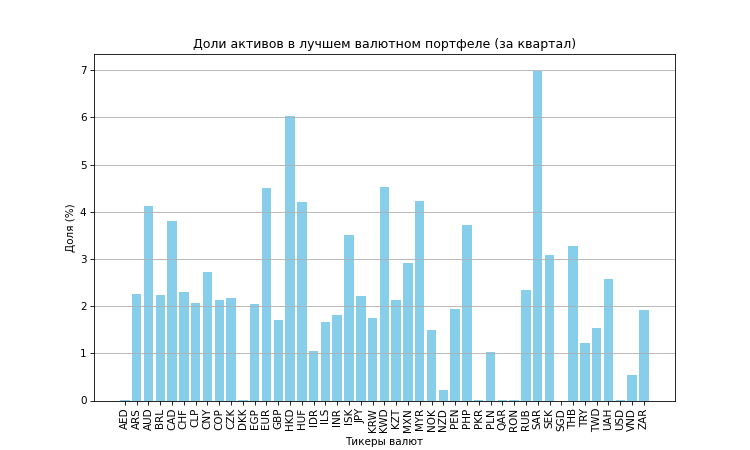 Доли активов в лучшем валютном портфеле (за квартал)
Доля (%)
7
6
5
4
3
2
1
0
AED ARS AUD BRL CAD CHF CLP CNY COP CZK DKK EGP EUR GBP HKD HUF IDR ILS INR ISK JPY KRW KWD KZT MXN MYR NOK NZD PEN PHP PKR PLN QAR RON RUB SAR SEK SGD THB TRY TWD UAH USD VND ZAR
Тикеры валют